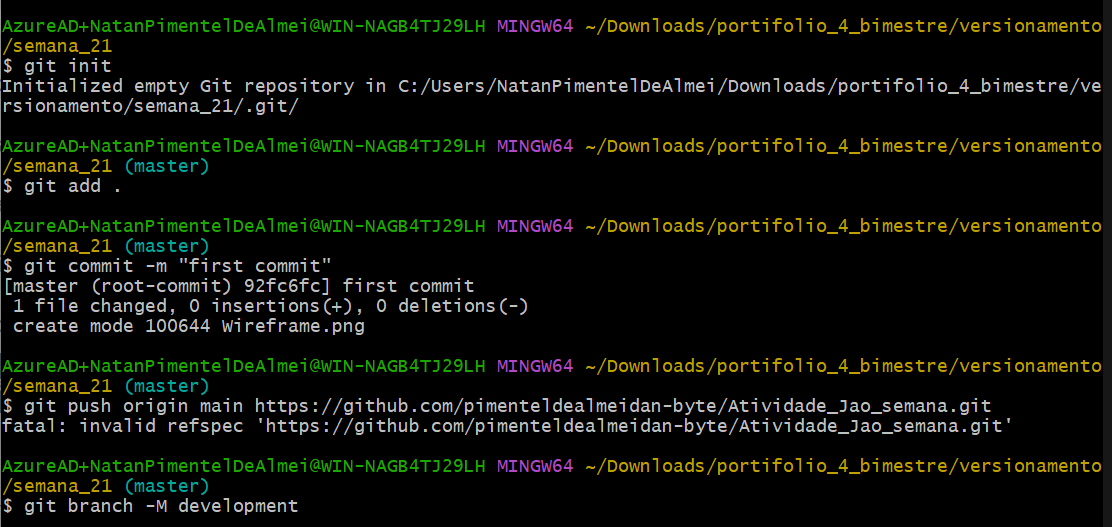 AzureAD+NatanPimentelDeAlmei@WIN-NAGB4TJ29LH MINGW64 ~/Downloads/portifolio_4_bimestre/versionamento
/semana_21
$ git init
Initialized empty Git repository in C:/Users/NatanPimentelDeAlmei/Downloads/portifolio_4_bimestre/ve
rsionamento/semana_21/.git/
AzureAD+NatanPimentelDeAlmei@WIN-NAGB4TJ29LH MINGW64 ~/Downloads/portifolio_4_bimestre/versionamento
/semana_21 (master)
$ git add .
AzureAD+NatanPimentelDeAlmei@WIN-NAGB4TJ29LH MINGW64 ~/Downloads/portifolio_4_bimestre/versionamento
/semana_21 (master)
$ git commit -m "first commit"
[master (root-commit) 92fc6fc] first commit
 1 file changed, 0 insertions(+), 0 deletions(-)
 create mode 100644 Wireframe.png
AzureAD+NatanPimentelDeAlmei@WIN-NAGB4TJ29LH MINGW64 ~/Downloads/portifolio_4_bimestre/versionamento
/semana_21 (master)
$ git push origin main https://github.com/pimenteldealmeidan-byte/Atividade_Jao_semana.git
fatal: invalid refspec 'https://github.com/pimenteldealmeidan-byte/Atividade_Jao_semana.git'
AzureAD+NatanPimentelDeAlmei@WIN-NAGB4TJ29LH MINGW64 ~/Downloads/portifolio_4_bimestre/versionamento
/semana_21 (master)
$ git branch -M development